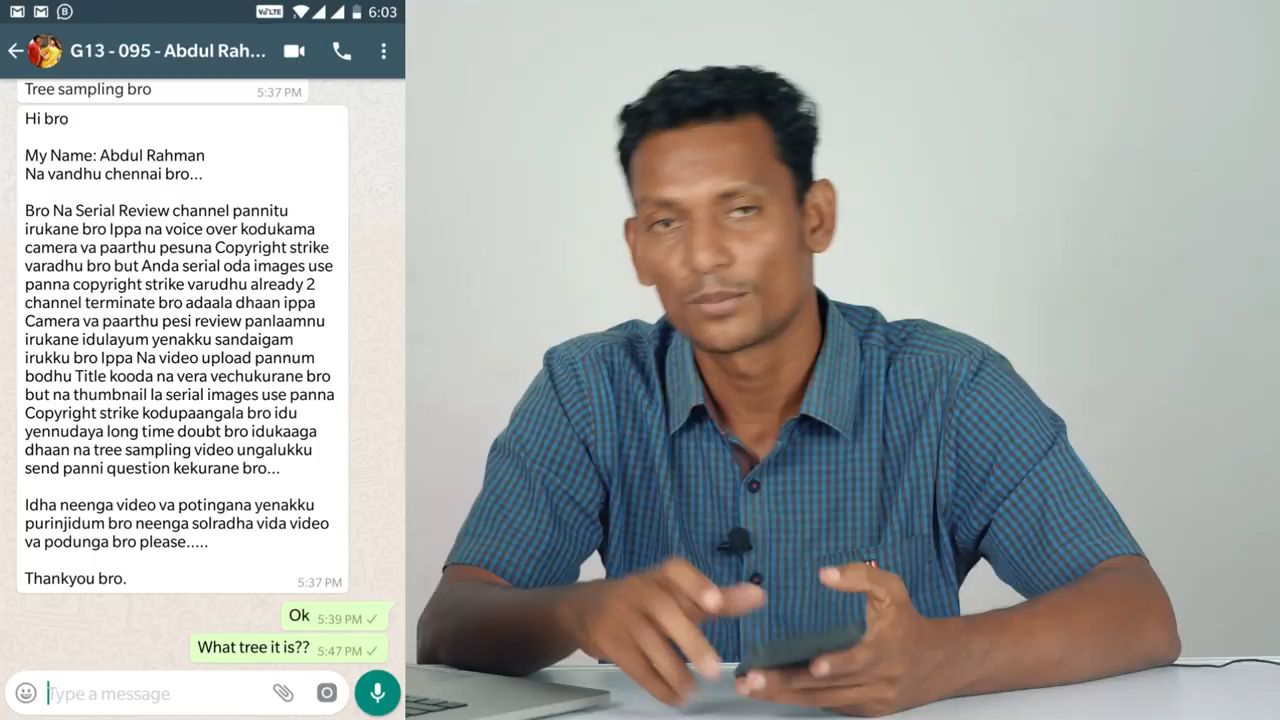 VoLTE
6:03
G13 - 095 - Abdul Rah...
Tree sampling bro
5:37 PM
Hi bro
My Name: Abdul Rahman
Na vandhu chennai bro...
Bro Na Serial Review channel pannitu
irukane bro Ippa na voice over kodukama
camera va paarthu pesuna Copyright strike
varadhu bro but Anda serial oda images use
panna copyright strike varudhu already 2
channel terminate bro adaala dhaan ippa
Camera va paarthu pesi review panlaamnu
irukane idulayum yenakku sandaigam
irukku bro Ippa Na video upload pannum
bodhu Title kooda na vera vechukurane bro
but na thumbnail la serial images use panna
Copyright strike kodupaangala bro idu
yennudaya long time doubt bro idukaaga
dhaan na tree sampling video ungalukku
send panni question kekurane bro...
Idha neenga video va potingana yenakku
purinjidum bro neenga solradha vida video
va podunga bro please.....
Thankyou bro.
5:37 PM
Ok 5:39 PM
What tree it is?? 5:47 PM
Type a message